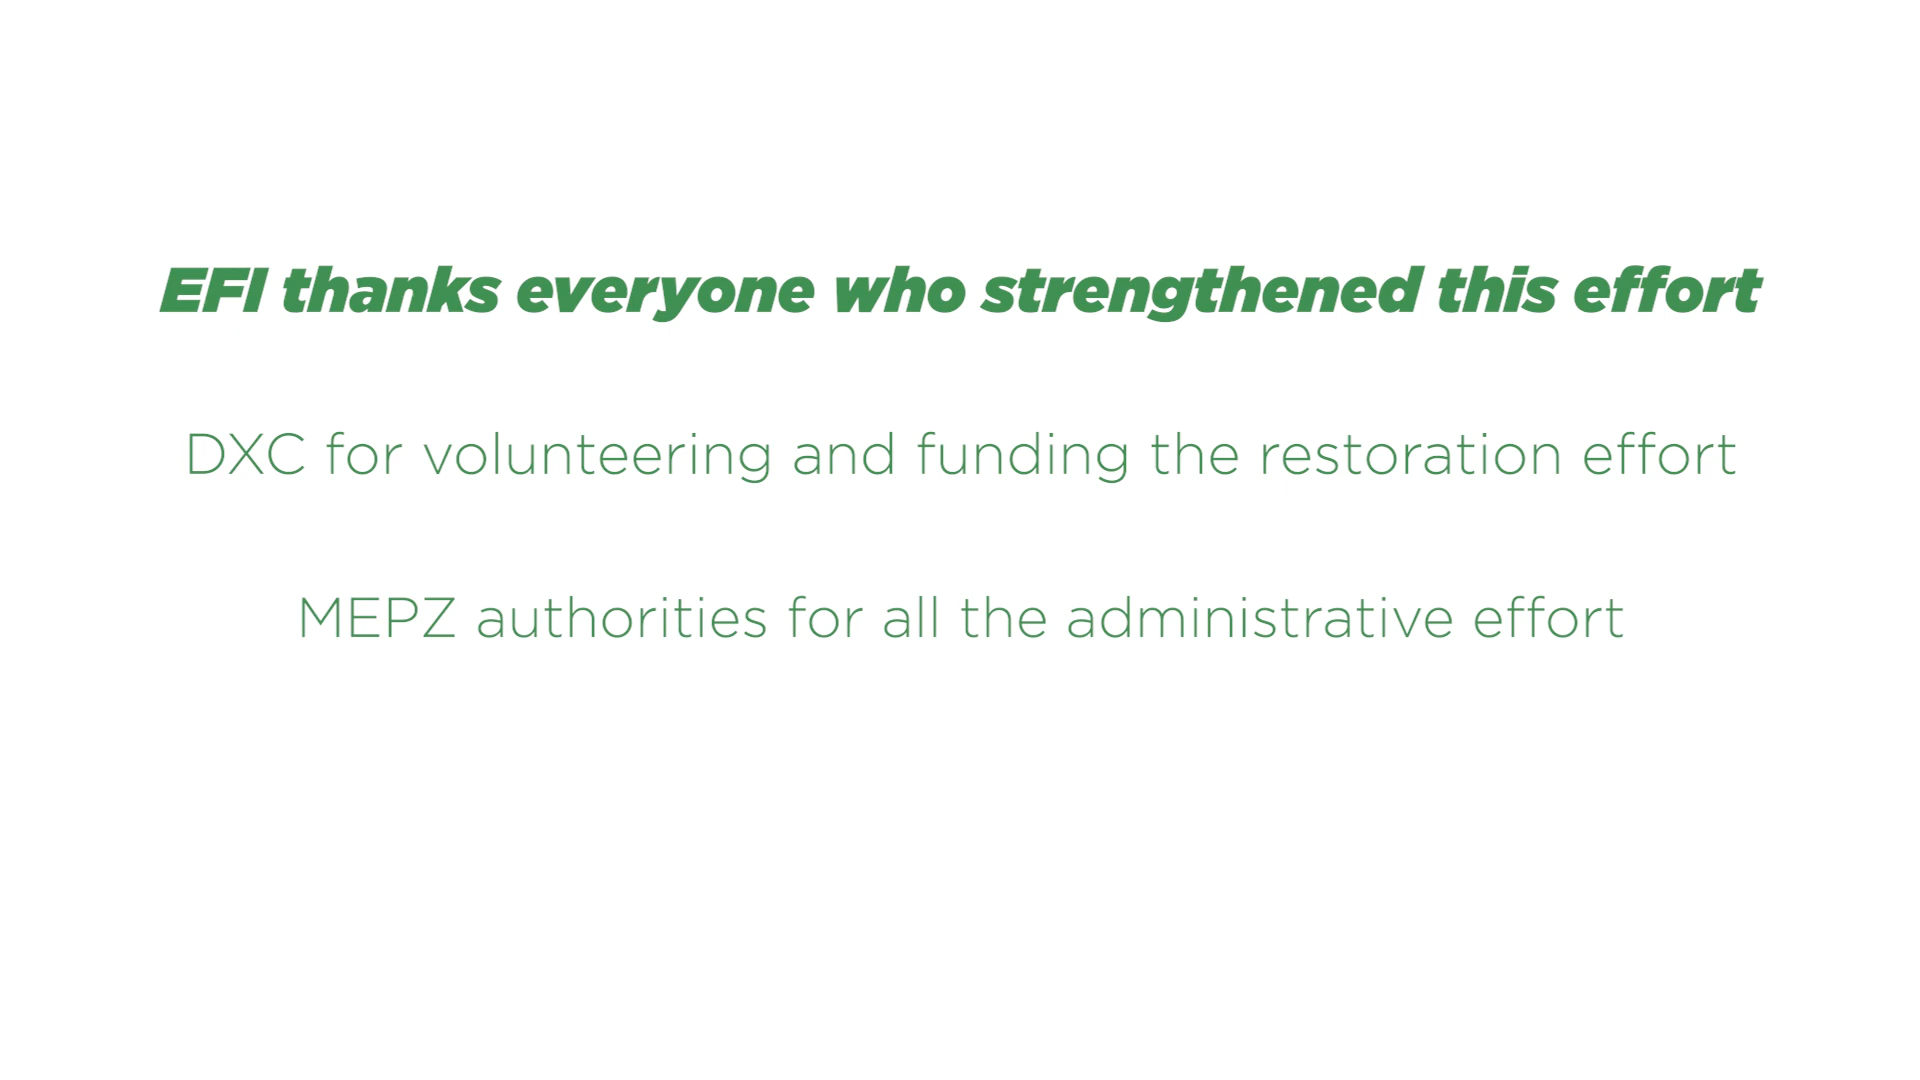 EFI thanks everyone who strengthened this effort
DXC for volunteering and funding the restoration effort
MEPZ authorities for all the administrative effort